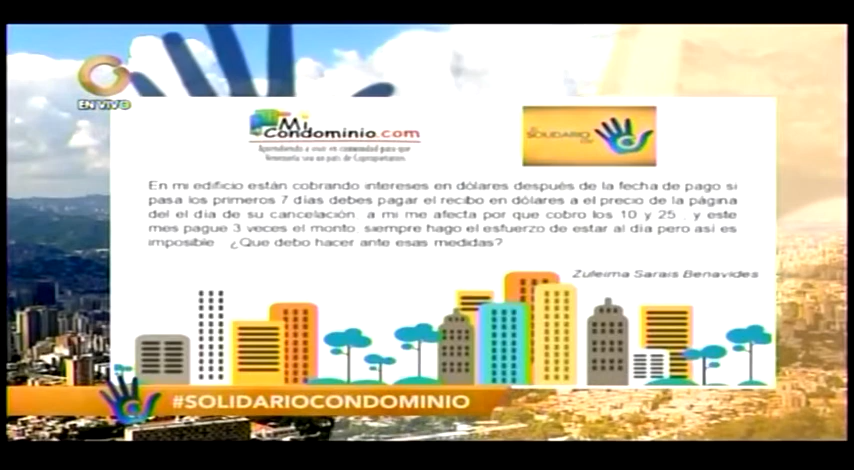 EN VIVO
Mi
Condominio.com
Aprendiendo a vivir en comunidad para que
Venezuela sea un país de Copropietarios.
SOLIDARIO
En mi edificio están cobrando intereses en dólares después de la fecha de pago si
pasa los primeros 7 días debes pagar el recibo en dólares a el precio de la página
del el día de su cancelación a mi me afecta por que cobro los 10 y 25 . y este
mes pague 3 veces el monto siempre hago el esfuerzo de estar al día pero así es
imposible ¿Que debo hacer ante esas medidas?
Zuleima Sarais Benavides
#SOLIDARIOCONDOMINIO